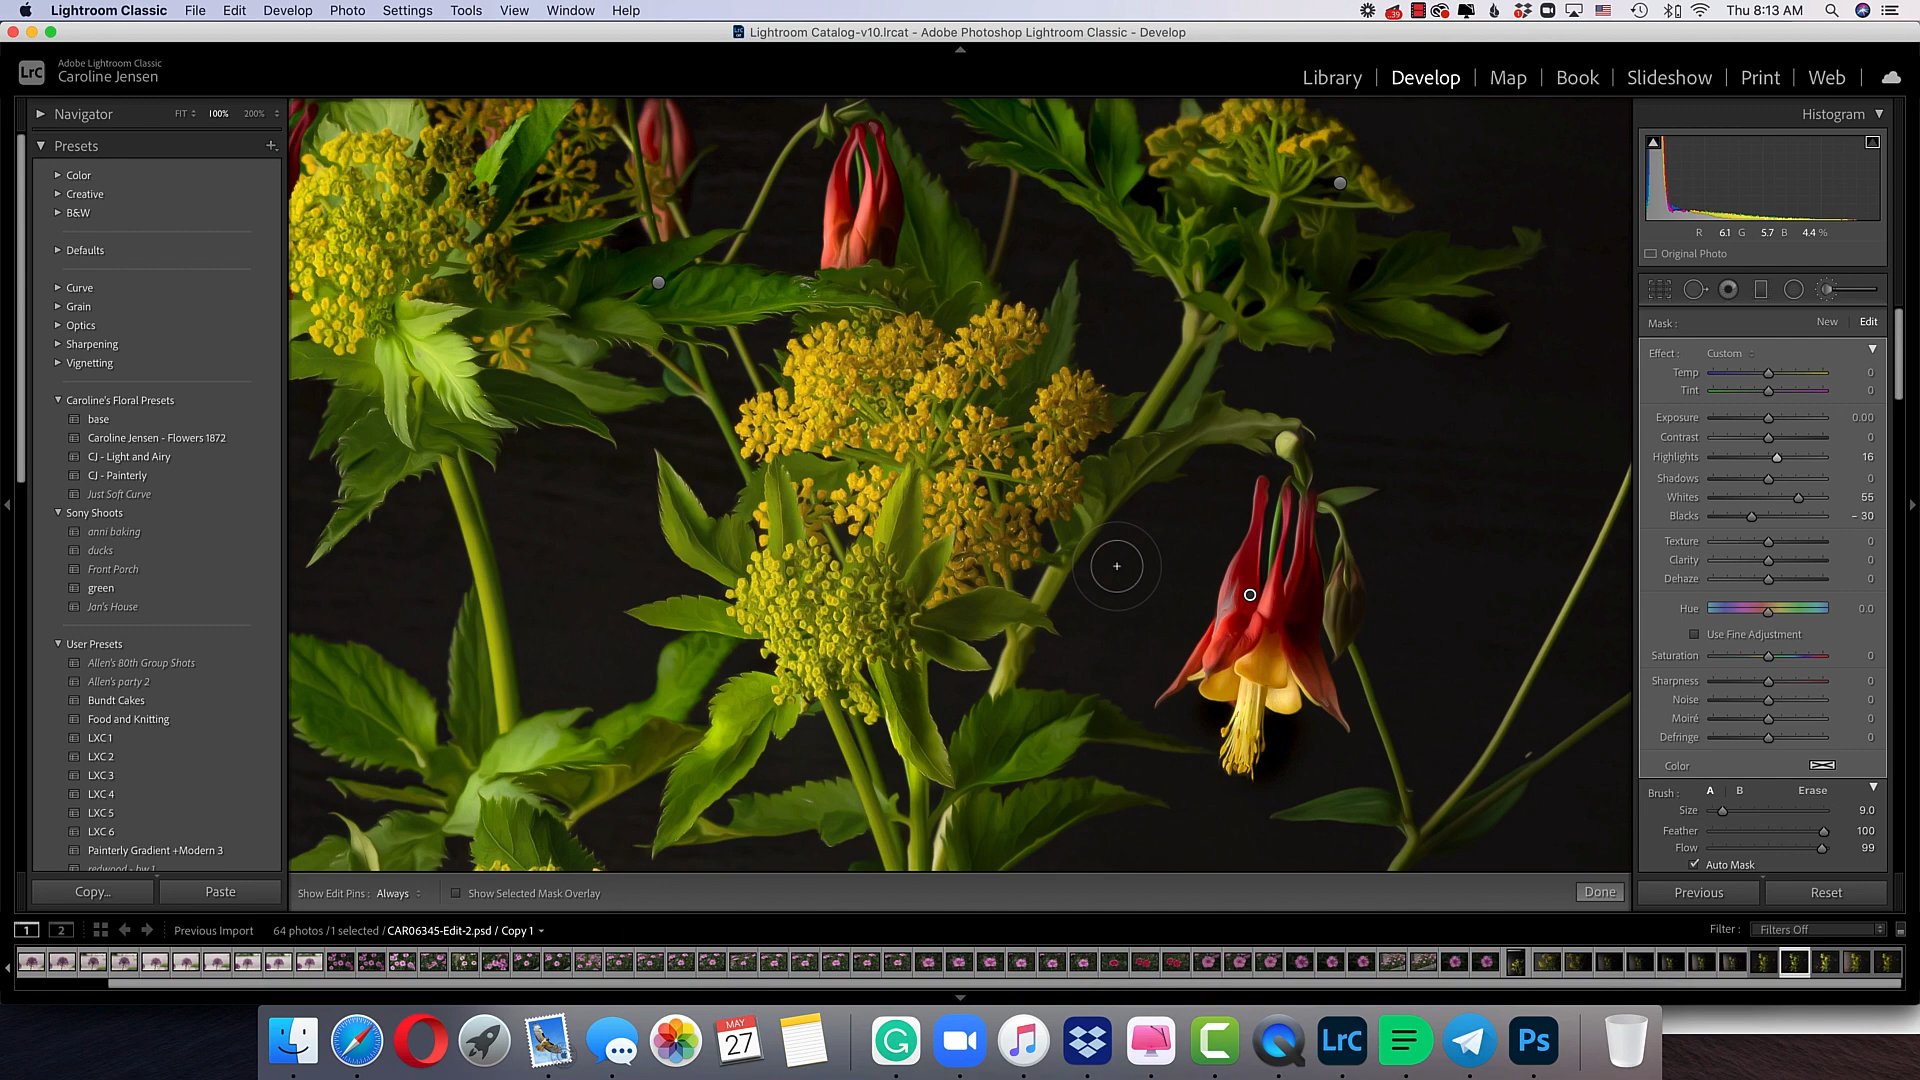 Lightroom Classic File Edit Develop Photo Settings Tools View Window Help Thu 8:13 AM
Lightroom Catalog-v10.lrcat - Adobe Photoshop Lightroom Classic - Develop
LrC
Adobe Lightroom Classic
Caroline Jensen
Library | Develop | Map | Book | Slideshow | Print | Web
Navigator FIT 100% 200%
Presets
Color
Creative
B&W
Defaults
Curve
Grain
Optics
Sharpening
Vignetting
Caroline's Floral Presets
base
Caroline Jensen - Flowers 1872
CJ - Light and Airy
CJ - Painterly
Just Soft Curve
Sony Shoots
anni baking
ducks
Front Porch
green
Jan's House
User Presets
Allen's 80th Group Shots
Allen's party 2
Bundt Cakes
Food and Knitting
LXC 1
LXC 2
LXC 3
LXC 4
LXC 5
LXC 6
Painterly Gradient +Modern 3
redwood - bw 1
Copy... Paste
Histogram
R 6.1 G 5.7 B 4.4 %
Original Photo
Mask : New Edit
Effect : Custom
Temp 0
Tint 0
Exposure 0.00
Contrast 0
Highlights 16
Shadows 0
Whites 55
Blacks - 30
Texture 0
Clarity 0
Dehaze 0
Hue 0.0
Use Fine Adjustment
Saturation 0
Sharpness 0
Noise 0
Moiré 0
Defringe 0
Color
Brush : A B Erase
Size 9.0
Feather 100
Flow 99
Auto Mask
Show Edit Pins : Always Show Selected Mask Overlay Done
Previous Reset
1 2 Previous Import 64 photos / 1 selected / CAR06345-Edit-2.psd / Copy 1 Filter : Filters Off
MAY
27
LrC
Ps